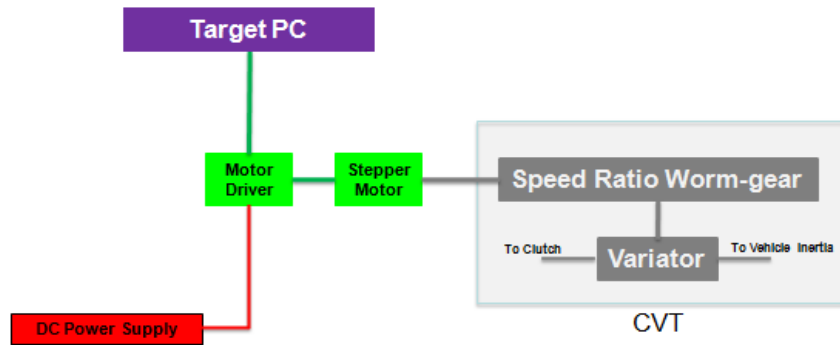 Target PC
Motor
Driver
Stepper
Motor
Speed Ratio Worm-gear
To Clutch
Variator
To Vehicle Inertia
DC Power Supply
CVT